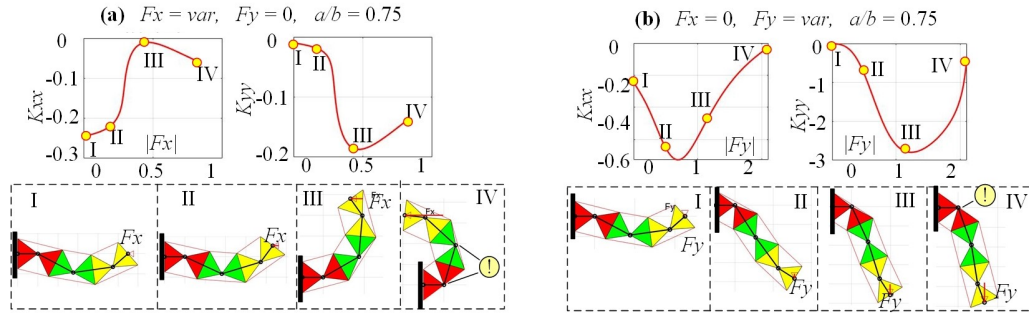 (a) Fx = var, Fy = 0, a/b = 0.75
0
-0.1
-0.2
-0.3
Kxx
I
II
III
IV
|Fx|
0 0.5 1
0
-0.1
-0.2
Kyy
I
II
III
IV
|Fx|
0 0.5 1
I
Fx
II
Fx
III
Fx
IV
Fx
!
(b) Fx = 0, Fy = var, a/b = 0.75
0
-0.2
-0.4
-0.6
Kxx
I
II
III
IV
|Fy|
0 1 2
0
-1
-2
-3
Kyy
I
II
III
IV
|Fy|
0 1 2
I
Fy
Fy
II
Fy
III
Fy
IV
Fy
!